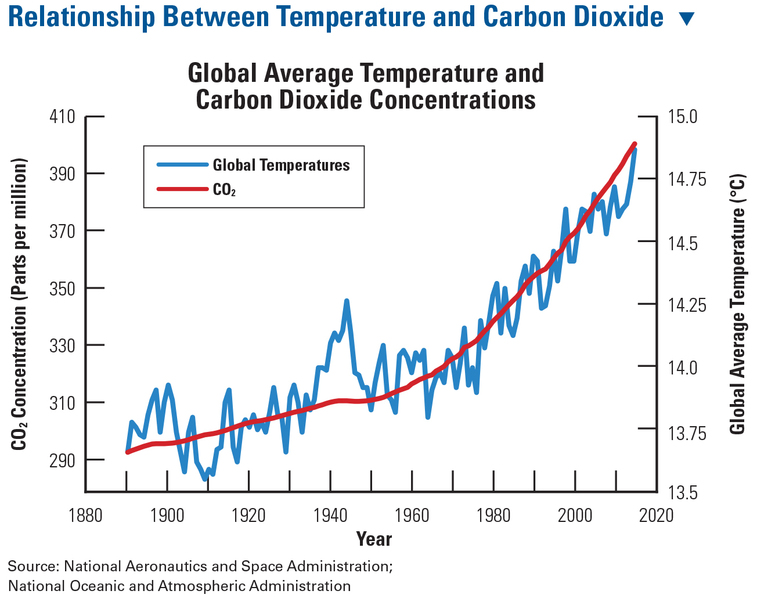 Relationship Between Temperature and Carbon Dioxide ▼
Global Average Temperature and
Carbon Dioxide Concentrations
410
390
370
350
330
310
290
CO₂ Concentration (Parts per million)
Global Temperatures
CO₂
15.0
14.75
14.5
14.25
14.0
13.75
13.5
Global Average Temperature (°C)
1880 1900 1920 1940 1960 1980 2000 2020
Year
Source: National Aeronautics and Space Administration;
National Oceanic and Atmospheric Administration